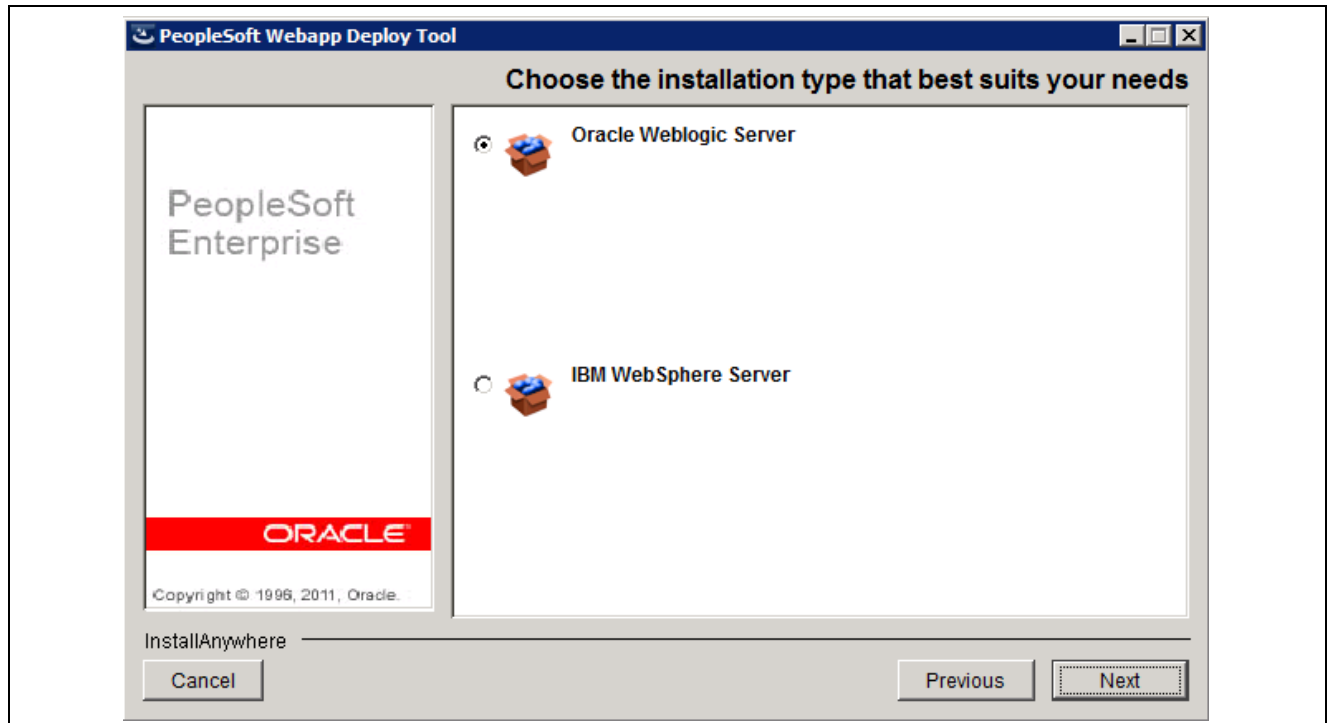 PeopleSoft Webapp Deploy Tool
Choose the installation type that best suits your needs
PeopleSoft
Enterprise
ORACLE
Copyright © 1996, 2011, Oracle.
Oracle Weblogic Server
IBM WebSphere Server
InstallAnywhere
Cancel
Previous
Next